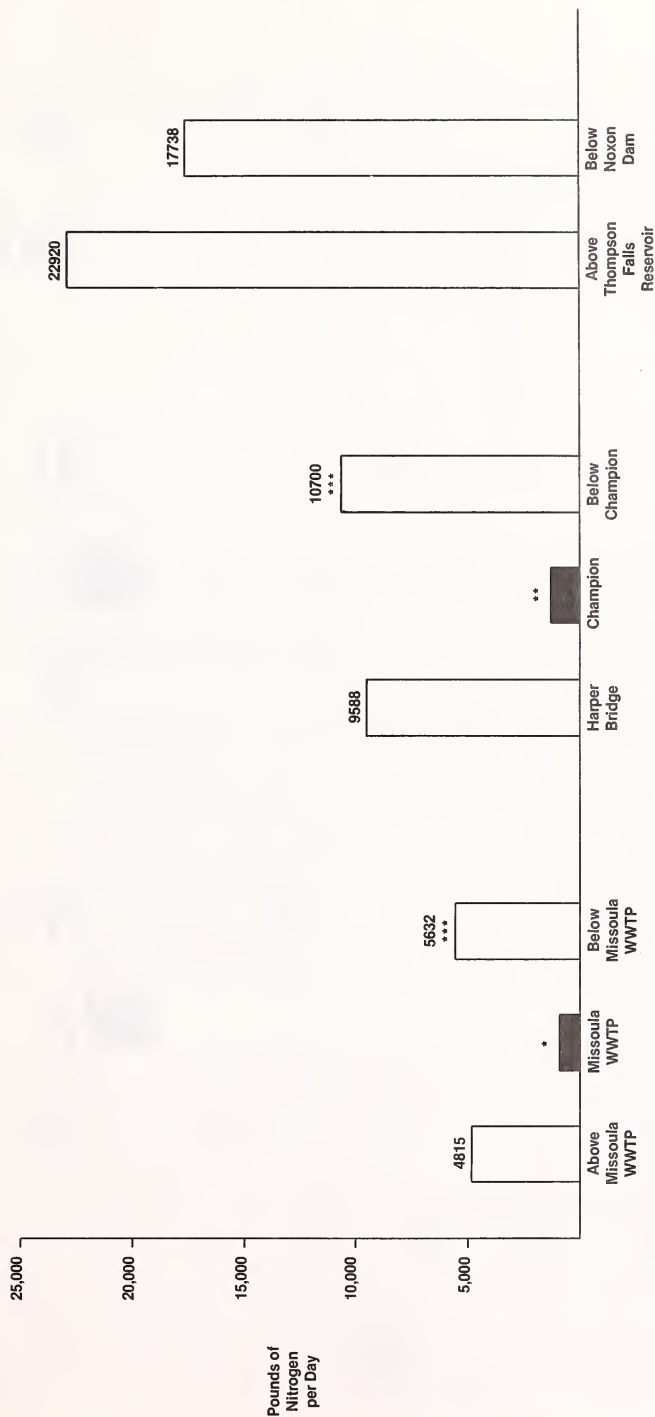 Pounds of
Nitrogen
per Day
25,000
20,000
15,000
10,000
5,000
4815
*
5632
***
9588
**
10700
***
22920
17738
Above
Missoula
WWTP
Missoula
WWTP
Below
Missoula
WWTP
Harper
Bridge
Champion
Below
Champion
Above
Thompson
Falls
Reservoir
Below
Noxon
Dam